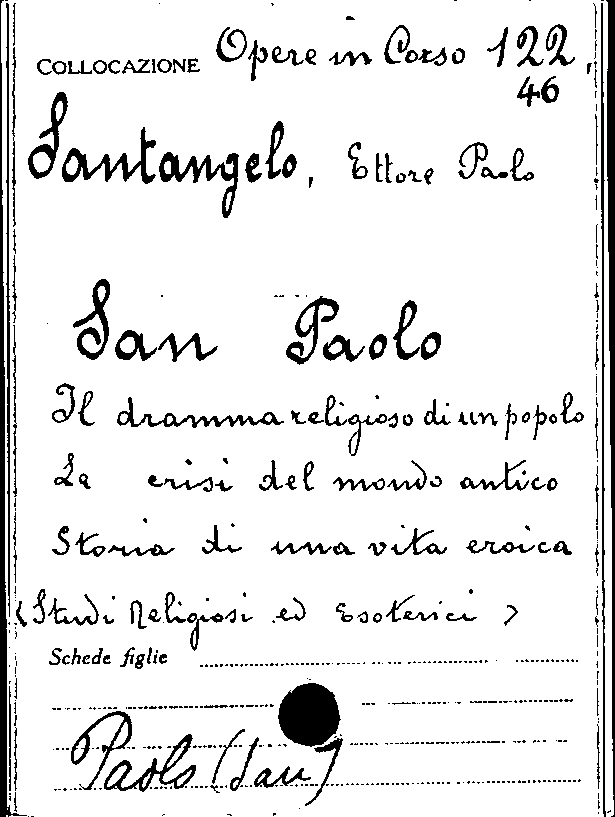 COLLOCAZIONE Opere in Corso 122,
46
Santangelo, Ettore Paolo
San Paolo
Il dramma religioso di un popolo
La crisi del mondo antico
Storia di una vita eroica
(Studi Religiosi ed Esoterici)
Schede figlie
Paolo (San)